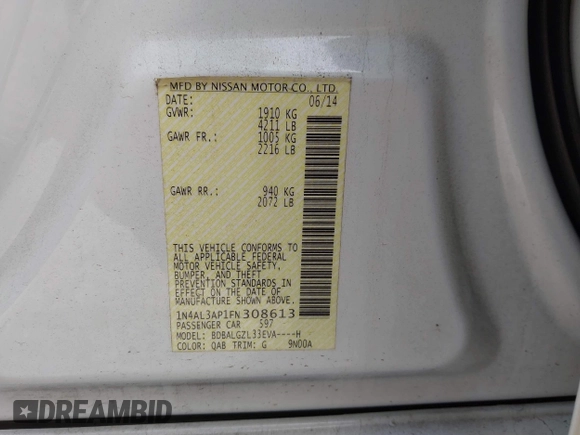 MFD BY NISSAN MOTOR CO., LTD.
DATE: 06/14
GVWR: 1910 KG
4211 LB
GAWR FR.: 1005 KG
2216 LB
GAWR RR.: 940 KG
2072 LB
THIS VEHICLE CONFORMS TO
ALL APPLICABLE FEDERAL
MOTOR VEHICLE SAFETY,
BUMPER, AND THEFT
PREVENTION STANDARDS IN
EFFECT ON THE DATE OF
MANUFACTURE SHOWN ABOVE.
1N4AL3AP1FN308613
PASSENGER CAR 597
MODEL: BDBALGZL33EVA----H
COLOR: QAB TRIM: G 9N00A
DREAMBID